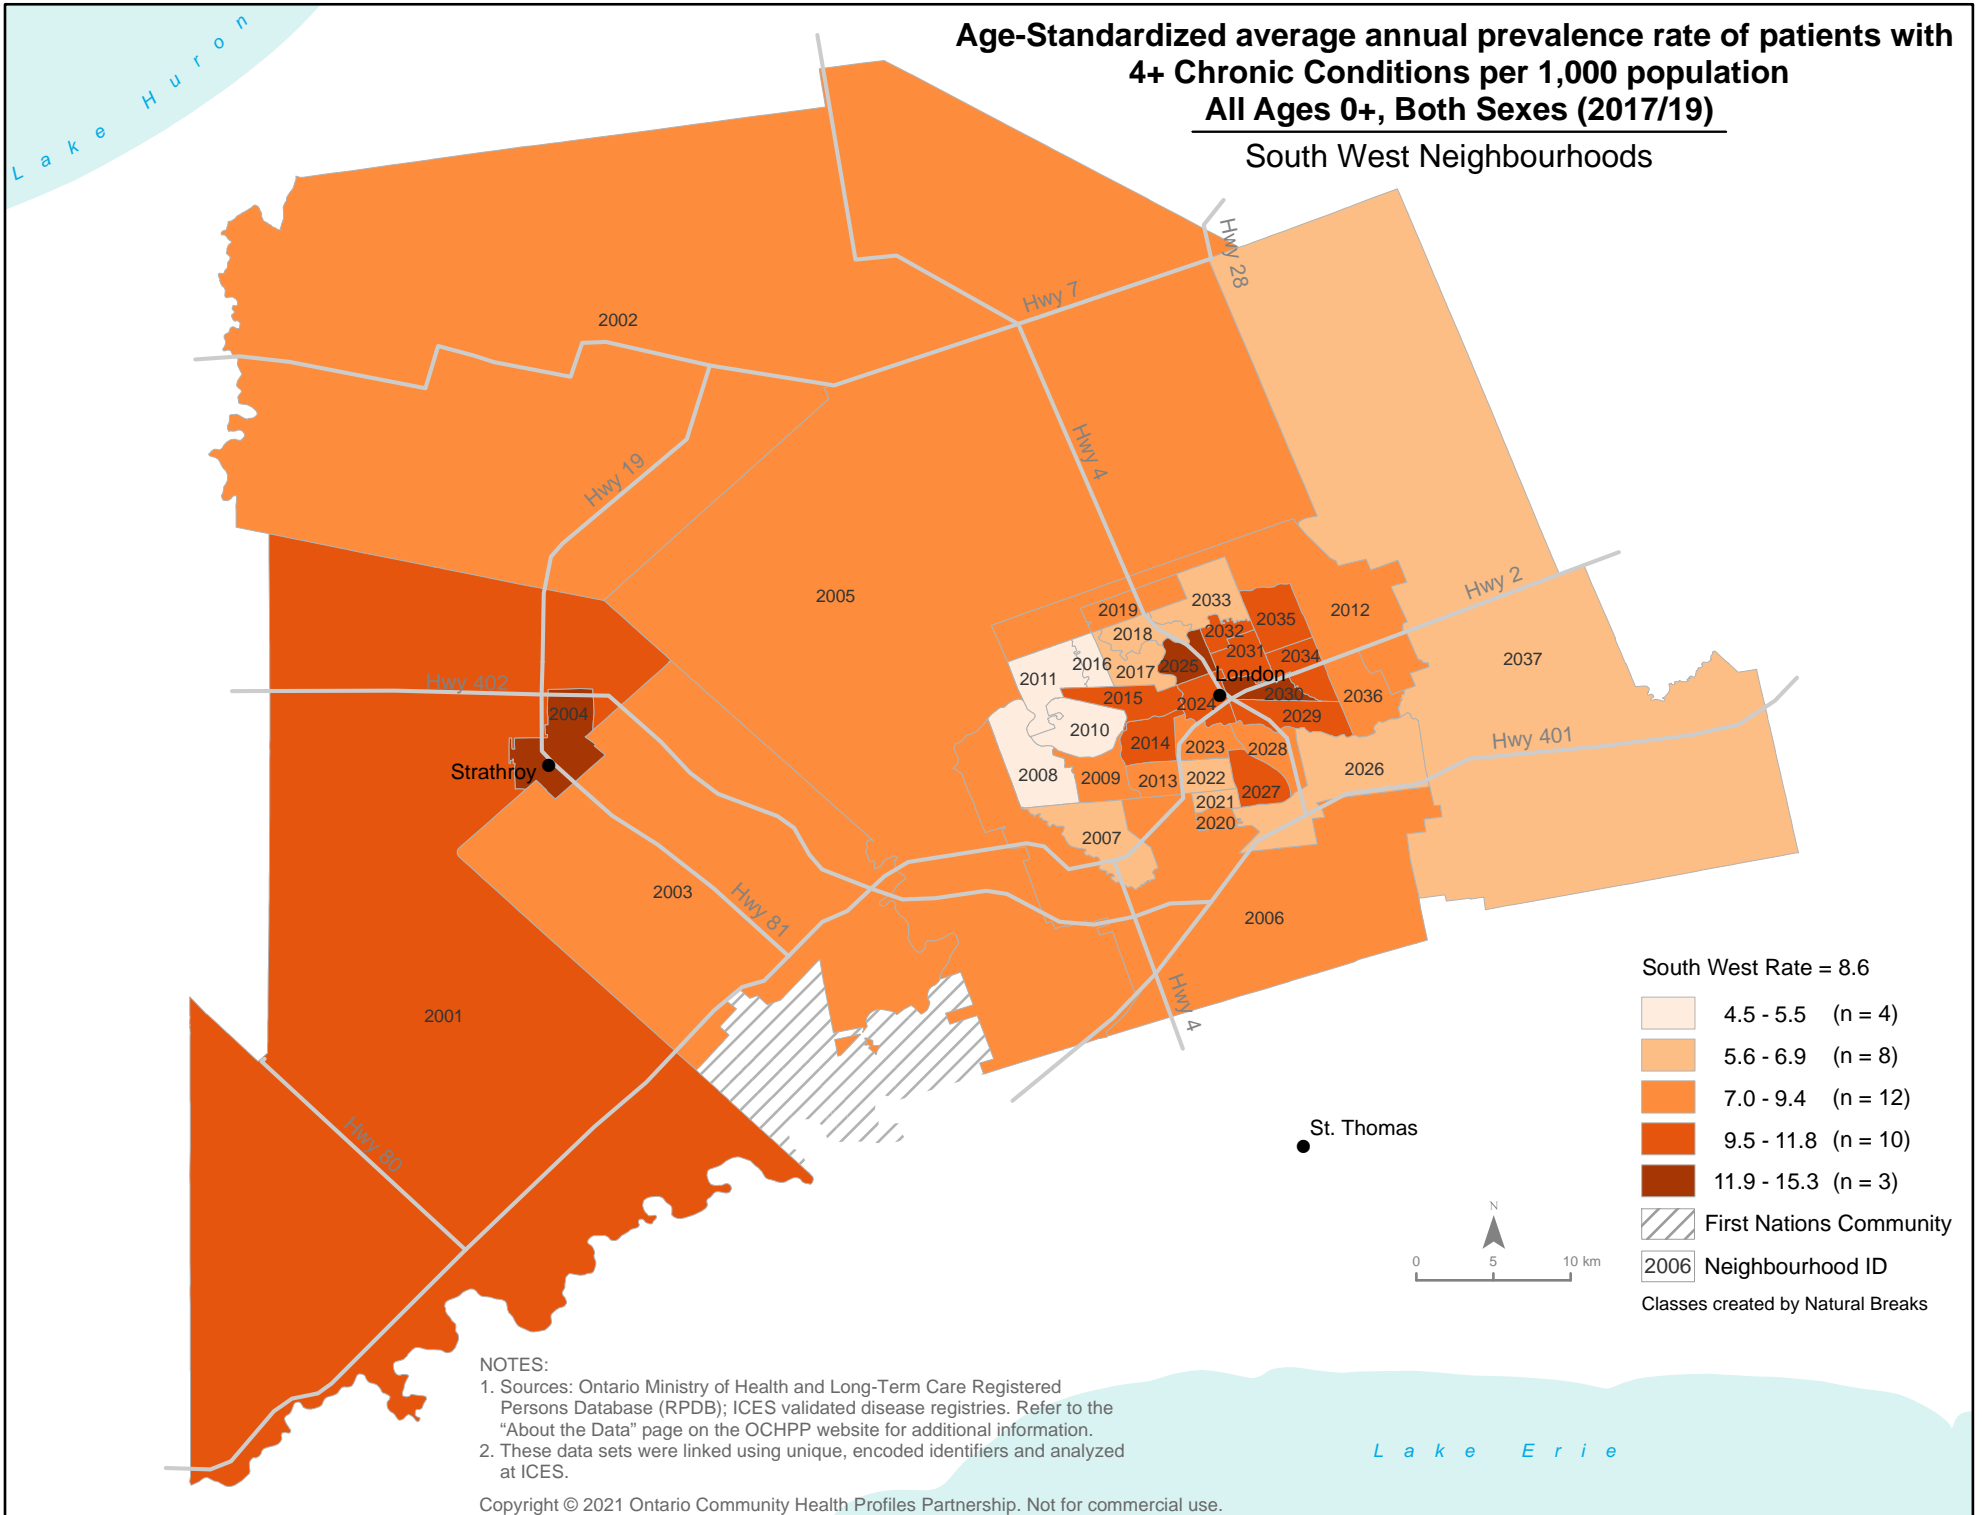 Age-Standardized average annual prevalence rate of patients with
4+ Chronic Conditions per 1,000 population
All Ages 0+, Both Sexes (2017/19)
South West Neighbourhoods
Lake Huron
Hwy 28
Hwy 7
2002
Hwy 4
Hwy 19
Hwy 2
2005
2033
2019
2012
2035
2018
2032
2031
2034
2037
2016
2017
2025
2011
London
Hwy 402
2015
2030
2036
2024
2004
2029
2010
Hwy 401
2014
2023
2028
Strathroy
2008
2009
2013
2022
2026
2027
2021
2020
2007
2003
Hwy 81
2006
Hwy 4
2001
Hwy 80
St. Thomas
South West Rate = 8.6
4.5 - 5.5 (n = 4)
5.6 - 6.9 (n = 8)
7.0 - 9.4 (n = 12)
9.5 - 11.8 (n = 10)
11.9 - 15.3 (n = 3)
First Nations Community
2006 Neighbourhood ID
Classes created by Natural Breaks
N
0 5 10 km
NOTES:
1. Sources: Ontario Ministry of Health and Long-Term Care Registered
Persons Database (RPDB); ICES validated disease registries. Refer to the
“About the Data” page on the OCHPP website for additional information.
2. These data sets were linked using unique, encoded identifiers and analyzed
at ICES.
Lake Erie
Copyright © 2021 Ontario Community Health Profiles Partnership. Not for commercial use.